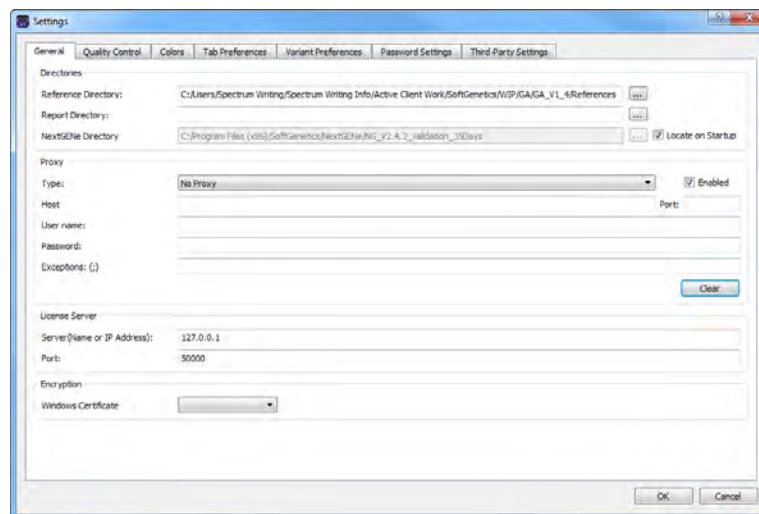 Settings
General Quality Control Colors Tab Preferences Variant Preferences Password Settings Third-Party Settings
Directories
Reference Directory: C:/Users/Spectrum Writing/Spectrum Writing Info/Active Client Work/SoftGenetics/WIP/GA/GA_V1_4/References ...
Report Directory: ...
NextGENe Directory C:/Program Files (x86)/SoftGenetics/NextGENe/NG_V2.4.2_validation_35Days ... Locate on Startup
Proxy
Type: No Proxy Enabled
Host Port:
User name:
Password:
Exceptions: (;)
Clear
License Server
Server(Name or IP Address): 127.0.0.1
Port: 50000
Encryption
Windows Certificate
OK Cancel